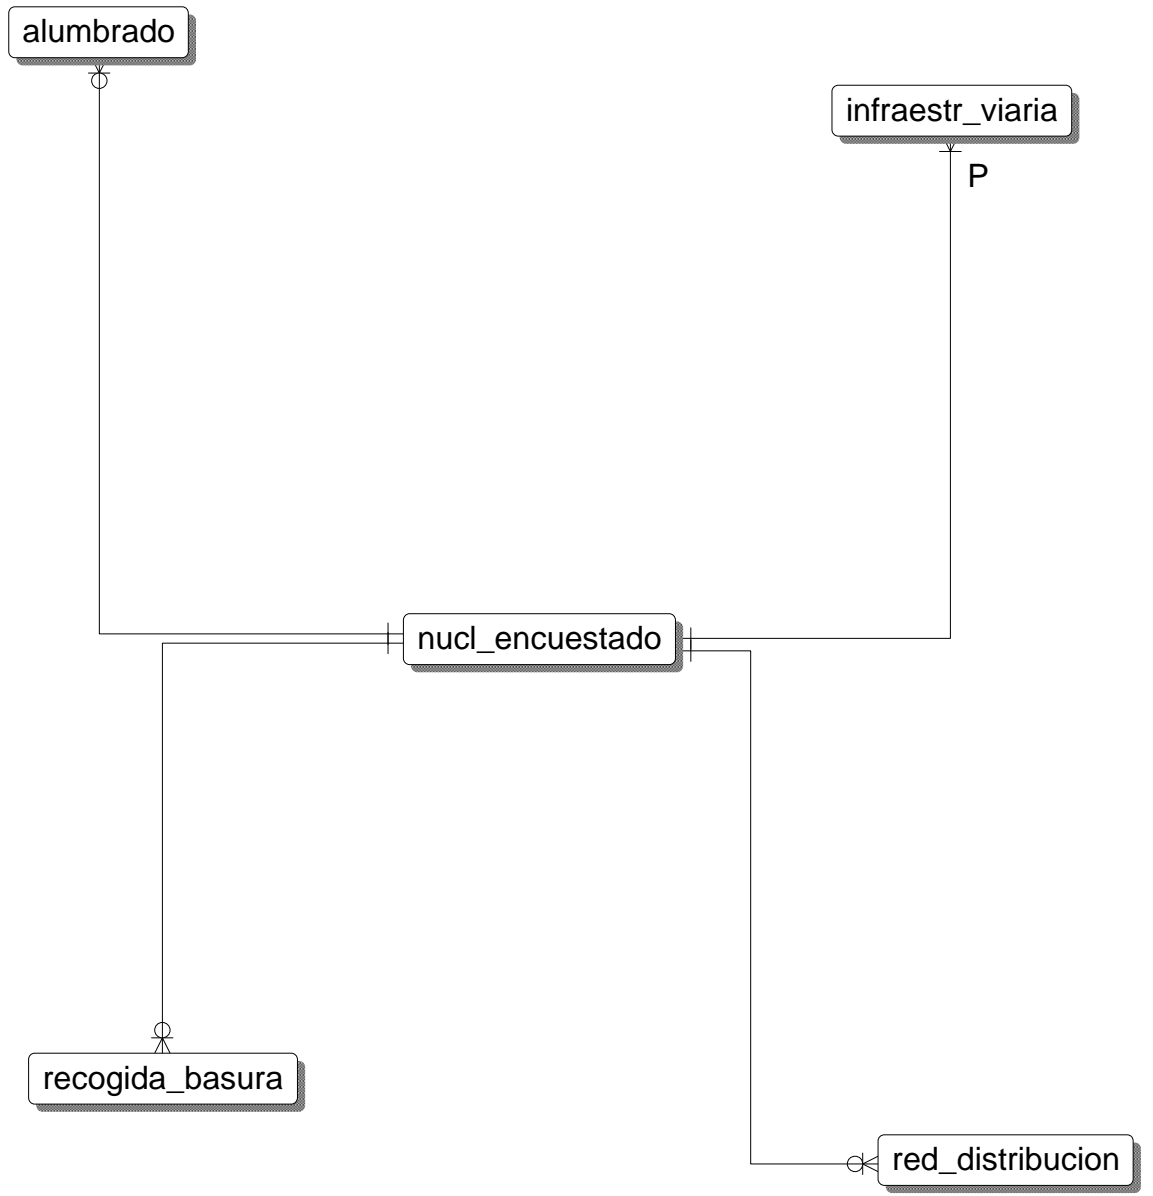 alumbrado
infraestr_viaria
P
nucl_encuestado
recogida_basura
red_distribucion